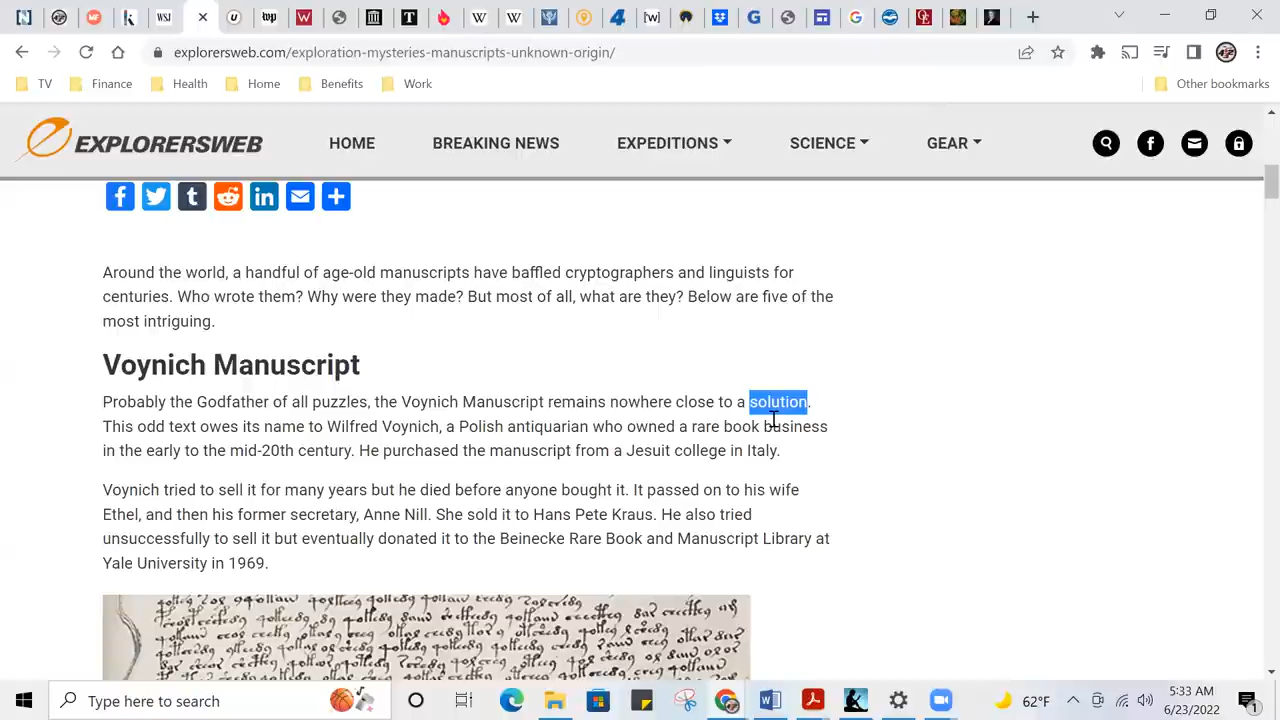 WSJ
explorersweb.com/exploration-mysteries-manuscripts-unknown-origin/
TV Finance Health Home Benefits Work Other bookmarks
EXPLORERSWEB HOME BREAKING NEWS EXPEDITIONS SCIENCE GEAR
Around the world, a handful of age-old manuscripts have baffled cryptographers and linguists for
centuries. Who wrote them? Why were they made? But most of all, what are they? Below are five of the
most intriguing.
Voynich Manuscript
Probably the Godfather of all puzzles, the Voynich Manuscript remains nowhere close to a solution.
This odd text owes its name to Wilfred Voynich, a Polish antiquarian who owned a rare book business
in the early to the mid-20th century. He purchased the manuscript from a Jesuit college in Italy.
Voynich tried to sell it for many years but he died before anyone bought it. It passed on to his wife
Ethel, and then his former secretary, Anne Nill. She sold it to Hans Pete Kraus. He also tried
unsuccessfully to sell it but eventually donated it to the Beinecke Rare Book and Manuscript Library at
Yale University in 1969.
Type here to search
62°F
5:33 AM
6/23/2022